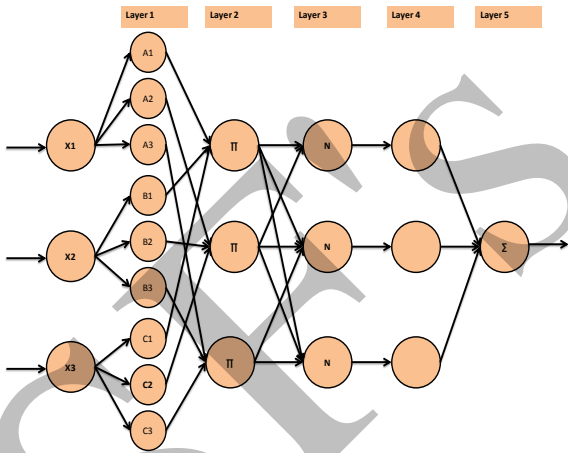 Layer 1 Layer 2 Layer 3 Layer 4 Layer 5
A1
A2
X1 A3 Π N
B1
X2 B2 Π N Σ
B3
C1
X3 C2 Π N
C3